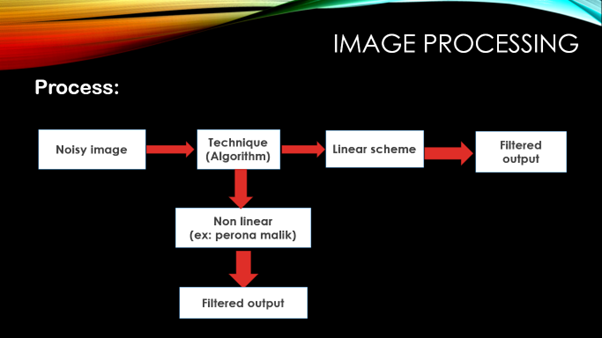 IMAGE PROCESSING
Process:
Noisy image
Technique
(Algorithm)
Linear scheme
Filtered
output
Non linear
(ex: perona malik)
Filtered output